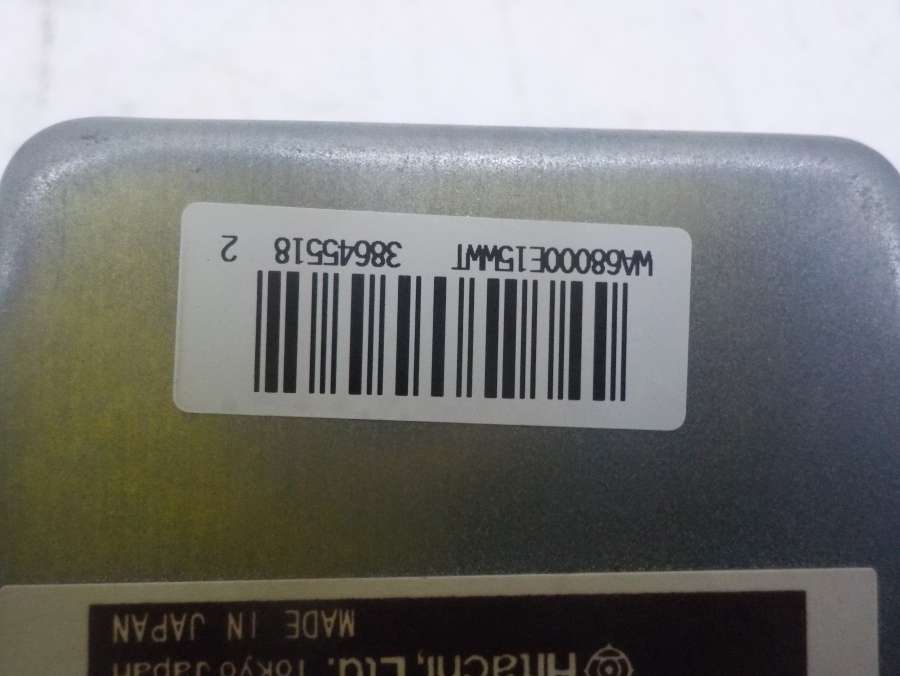 Hitachi, Ltd. Tokyo Japan
MADE IN JAPAN
WA68000E15WWT 38645518 2